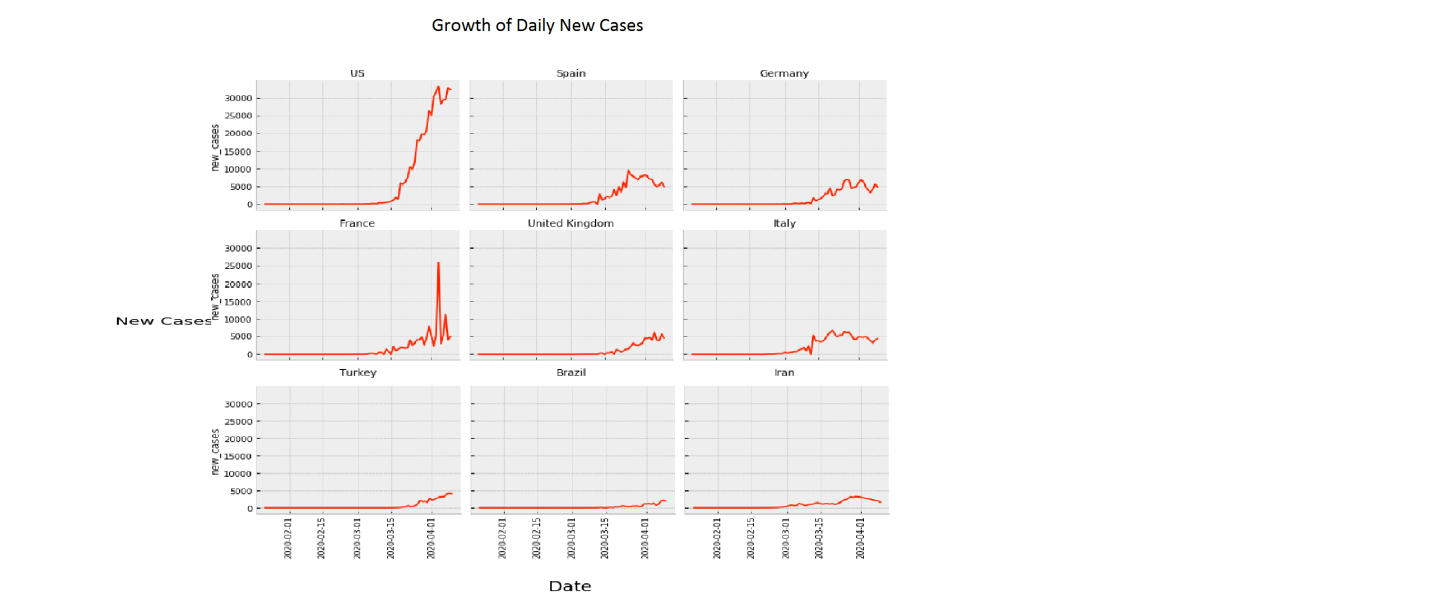 Growth of Daily New Cases
US Spain Germany
30000
25000
20000
15000
10000
5000
0
new_cases
France United Kingdom Italy
30000
25000
20000
15000
10000
5000
0
new_cases
New Cases
Turkey Brazil Iran
30000
25000
20000
15000
10000
5000
0
new_cases
2020-02-01 2020-02-15 2020-03-01 2020-03-15 2020-04-01 2020-02-01 2020-02-15 2020-03-01 2020-03-15 2020-04-01 2020-02-01 2020-02-15 2020-03-01 2020-03-15 2020-04-01
Date